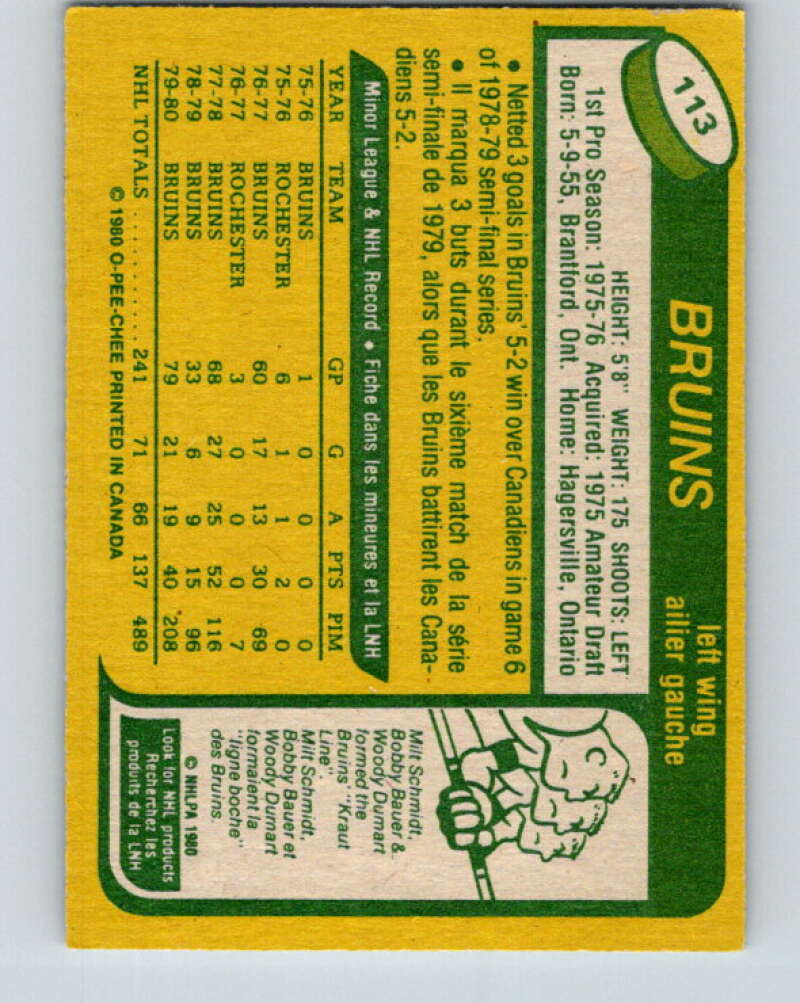 113
BRUINS
left wing
ailier gauche
HEIGHT: 5'8" WEIGHT: 175 SHOOTS: LEFT
1st Pro Season: 1975-76 Acquired: 1975 Amateur Draft
Born: 5-9-55, Brantford, Ont. Home: Hagersville, Ontario
• Netted 3 goals in Bruins' 5-2 win over Canadiens in game 6
of 1978-79 semi-final series.
• Il marqua 3 buts durant le sixième match de la série
semi-finale de 1979, alors que les Bruins battirent les Cana-
diens 5-2.
Minor League & NHL Record • Fiche dans les mineures et la LNH
YEAR TEAM GP G A PTS PIM
75-76 BRUINS 1 0 0 0 0
75-76 ROCHESTER 6 1 1 2 0
76-77 BRUINS 60 17 13 30 69
76-77 ROCHESTER 3 0 0 0 7
77-78 BRUINS 68 27 25 52 116
78-79 BRUINS 33 6 9 15 96
79-80 BRUINS 79 21 19 40 208
NHL TOTALS .......... 241 71 66 137 489
© 1980 O-PEE-CHEE PRINTED IN CANADA
Milt Schmidt,
Bobby Bauer &
Woody Dumart
formed the
Bruins' "Kraut
Line".
Milt Schmidt,
Bobby Bauer et
Woody Dumart
formaient la
"ligne boche"
des Bruins.
© NHLPA 1980
Look for NHL products
Recherchez les
produits de la LNH